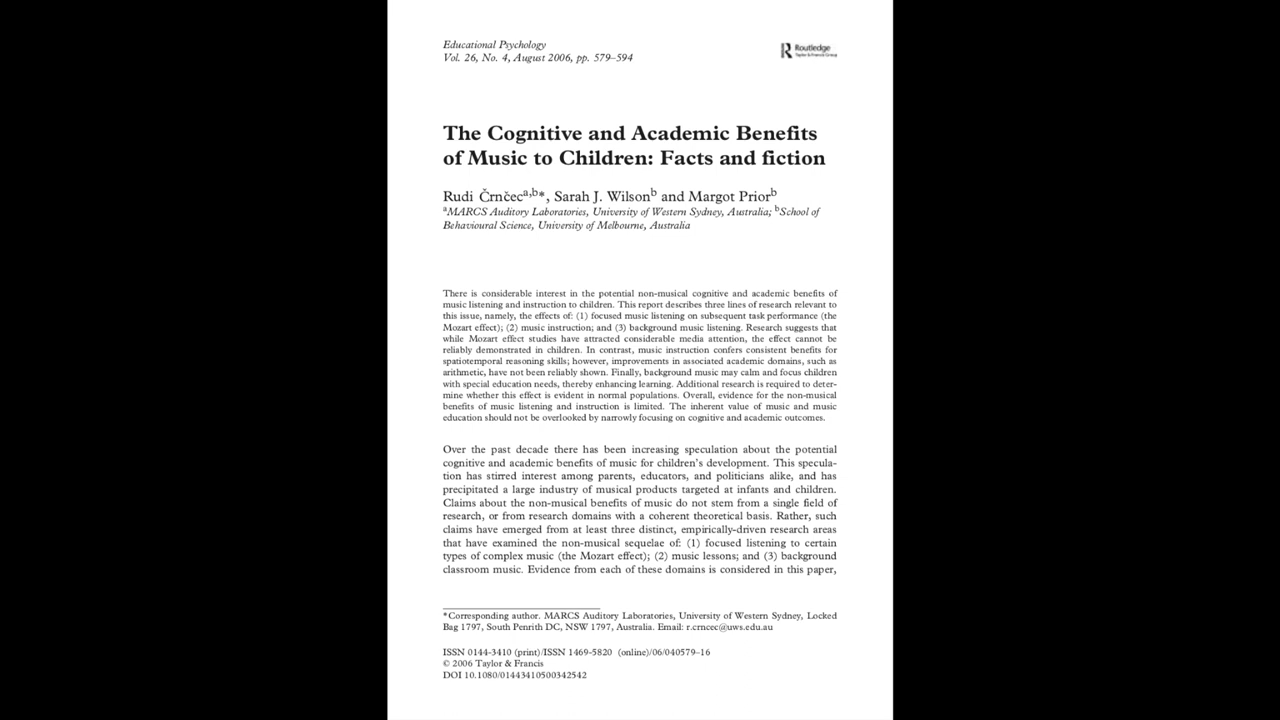 Educational Psychology
Vol. 26, No. 4, August 2006, pp. 579–594
Routledge
Taylor & Francis Group
The Cognitive and Academic Benefits
of Music to Children: Facts and fiction
Rudi Črnčeca,b*, Sarah J. Wilsonb and Margot Priorb
aMARCS Auditory Laboratories, University of Western Sydney, Australia; bSchool of
Behavioural Science, University of Melbourne, Australia
There is considerable interest in the potential non-musical cognitive and academic benefits of
music listening and instruction to children. This report describes three lines of research relevant to
this issue, namely, the effects of: (1) focused music listening on subsequent task performance (the
Mozart effect); (2) music instruction; and (3) background music listening. Research suggests that
while Mozart effect studies have attracted considerable media attention, the effect cannot be
reliably demonstrated in children. In contrast, music instruction confers consistent benefits for
spatiotemporal reasoning skills; however, improvements in associated academic domains, such as
arithmetic, have not been reliably shown. Finally, background music may calm and focus children
with special education needs, thereby enhancing learning. Additional research is required to deter-
mine whether this effect is evident in normal populations. Overall, evidence for the non-musical
benefits of music listening and instruction is limited. The inherent value of music and music
education should not be overlooked by narrowly focusing on cognitive and academic outcomes.
Over the past decade there has been increasing speculation about the potential
cognitive and academic benefits of music for children's development. This specula-
tion has stirred interest among parents, educators, and politicians alike, and has
precipitated a large industry of musical products targeted at infants and children.
Claims about the non-musical benefits of music do not stem from a single field of
research, or from research domains with a coherent theoretical basis. Rather, such
claims have emerged from at least three distinct, empirically-driven research areas
that have examined the non-musical sequelae of: (1) focused listening to certain
types of complex music (the Mozart effect); (2) music lessons; and (3) background
classroom music. Evidence from each of these domains is considered in this paper,
*Corresponding author. MARCS Auditory Laboratories, University of Western Sydney, Locked
Bag 1797, South Penrith DC, NSW 1797, Australia. Email: r.crncec@uws.edu.au
ISSN 0144-3410 (print)/ISSN 1469-5820 (online)/06/040579–16
© 2006 Taylor & Francis
DOI 10.1080/01443410500342542